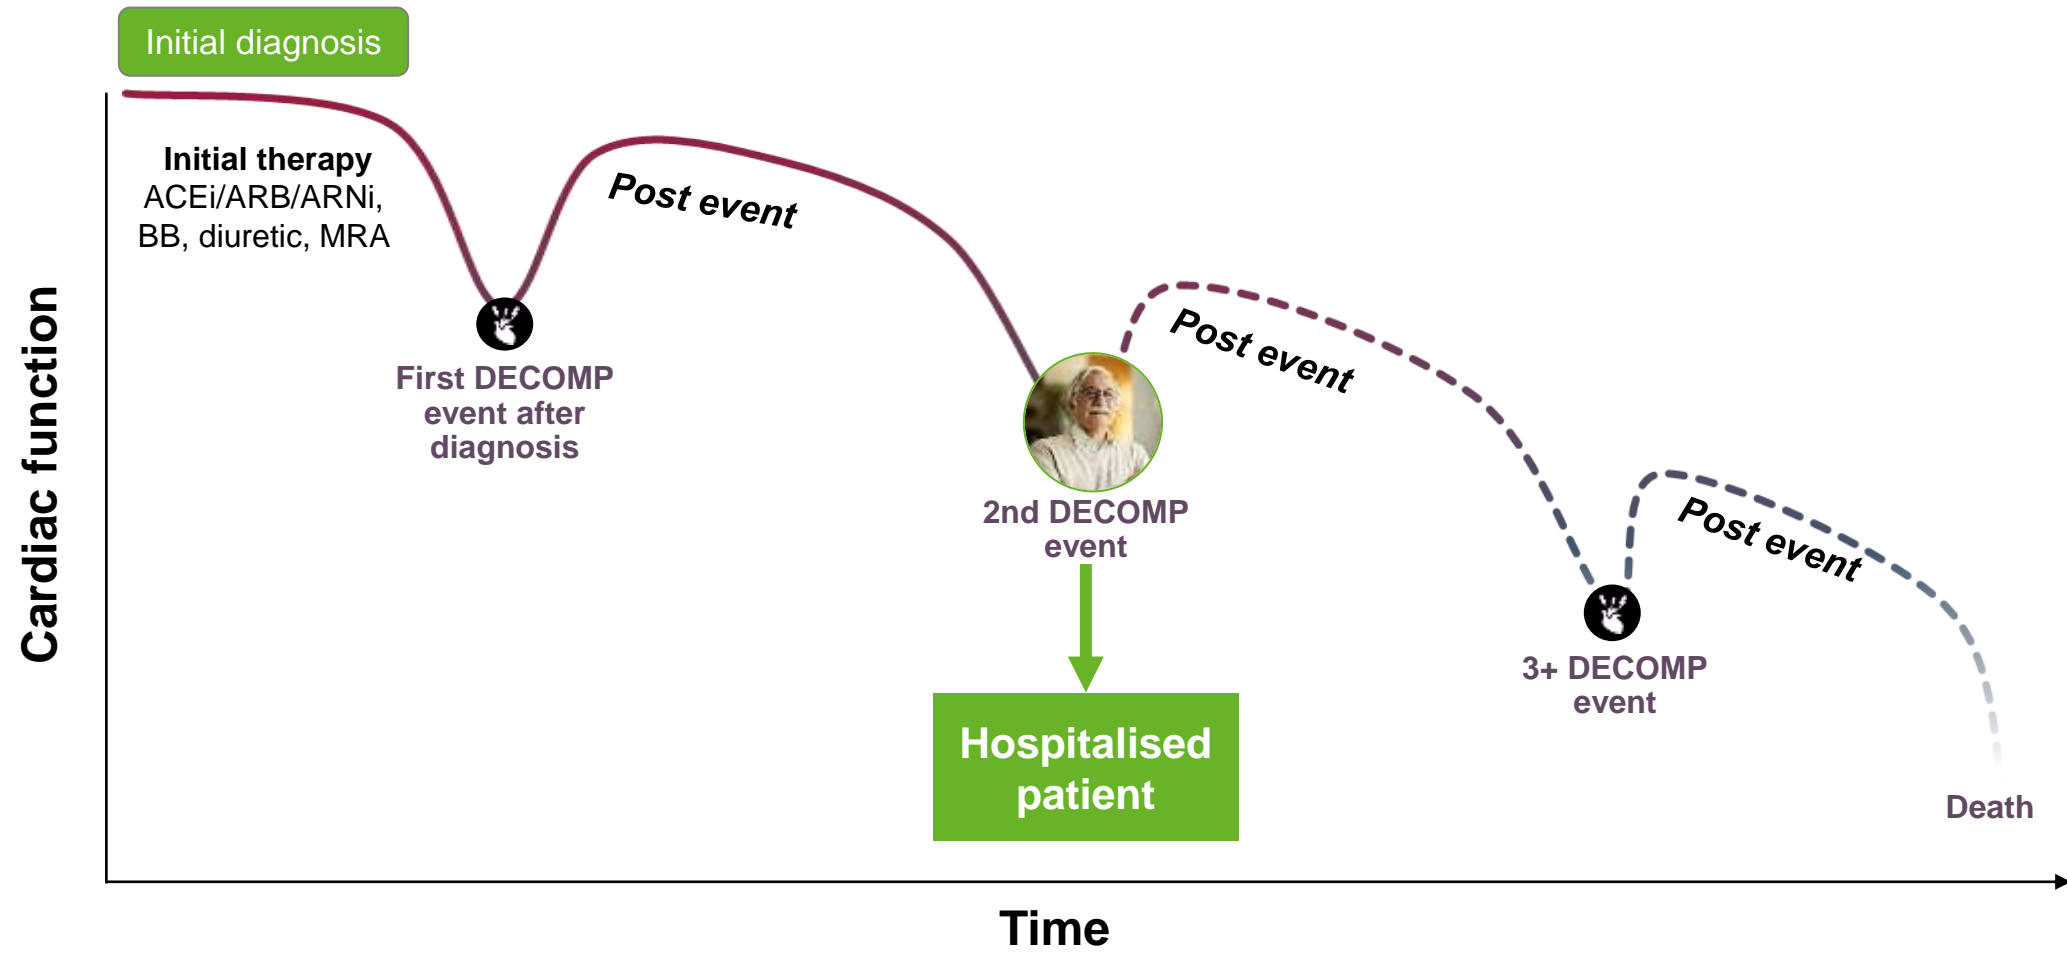 Initial diagnosis
Initial therapy
ACEi/ARB/ARNi,
BB, diuretic, MRA
Post event
First DECOMP
event after
diagnosis
Post event
2nd DECOMP
event
Hospitalised
patient
Post event
3+ DECOMP
event
Death
Cardiac function
Time